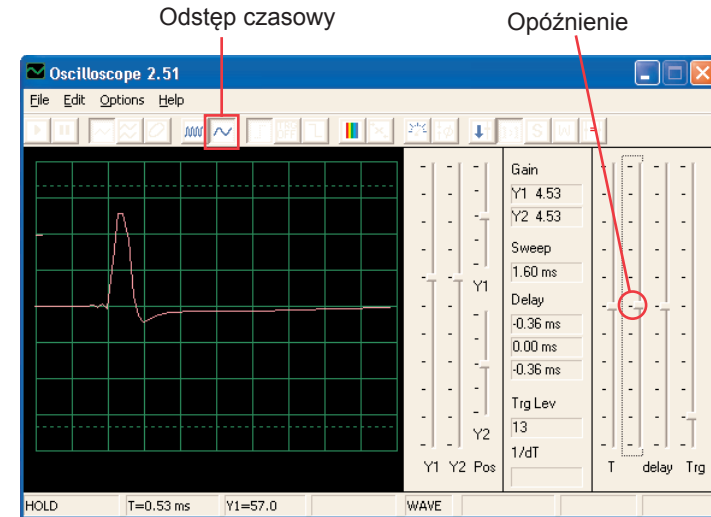 Odstęp czasowy
Opóźnienie
Oscilloscope 2.51
File Edit Options Help
S W
Gain
Y1 4.53
Y2 4.53
Sweep
1.60 ms
Y1
Delay
-0.36 ms
0.00 ms
-0.36 ms
Trg Lev
13
Y2
1/dT
Y1 Y2 Pos
T delay Trg
HOLD T=0.53 ms Y1=57.0 WAVE